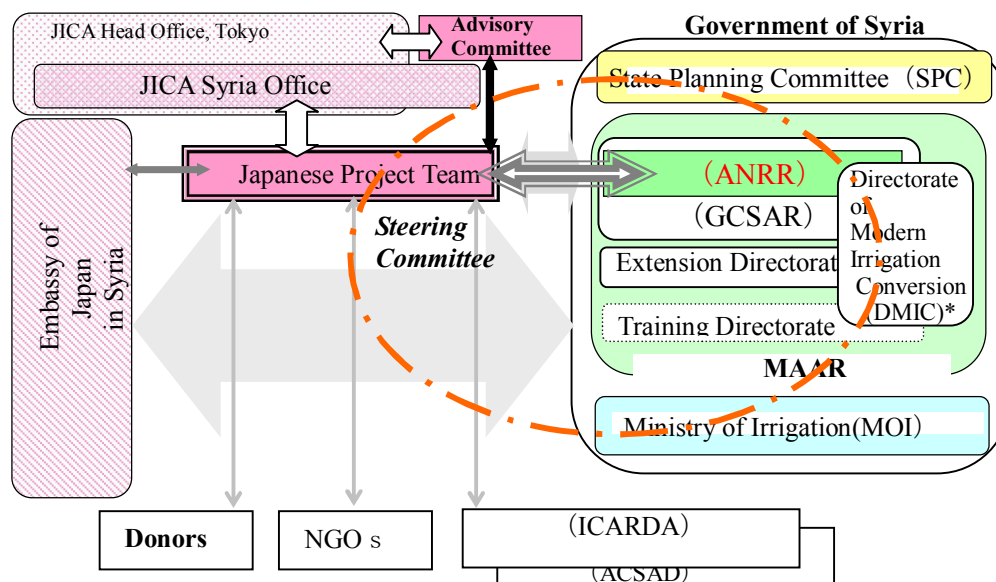 JICA Head Office, Tokyo
Advisory
Committee
Government of Syria
JICA Syria Office
State Planning Committee（SPC）
Japanese Project Team
（ANRR）
(GCSAR)
Directorate
of
Modern
Irrigation
Conversion
(DMIC)*
Steering
Committee
Extension Directorat
Training Directorate
MAAR
Embassy of
Japan
in Syria
Ministry of Irrigation(MOI）
Donors
NGOｓ
（ICARDA）
（ACSAD）